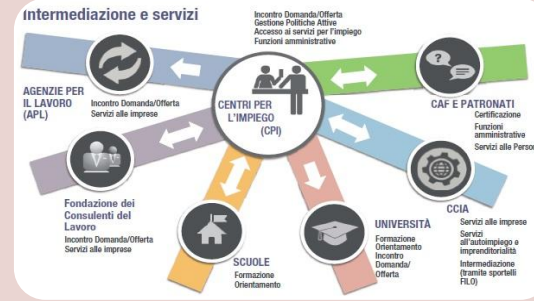 Intermediazione e servizi
Incontro Domanda/Offerta
Gestione Politiche Attive
Accesso ai servizi per l'impiego
Funzioni amministrative
AGENZIE PER
IL LAVORO
(APL)
Incontro Domanda/Offerta
Servizi alle imprese
CENTRI PER
L'IMPIEGO
(CPI)
CAF E PATRONATI
Certificazione
Funzioni
amministrative
Servizi alle Person
Fondazione dei
Consulenti del
Lavoro
Incontro Domanda/Offerta
Servizi alle imprese
SCUOLE
Formazione
Orientamento
UNIVERSITÀ
Formazione
Orientamento
Incontro
Domanda/
Offerta
CCIA
Servizi alle imprese
Servizi
all'autoimpiego e
imprenditorialità
Intermediazione
(tramite sportelli
FILO)